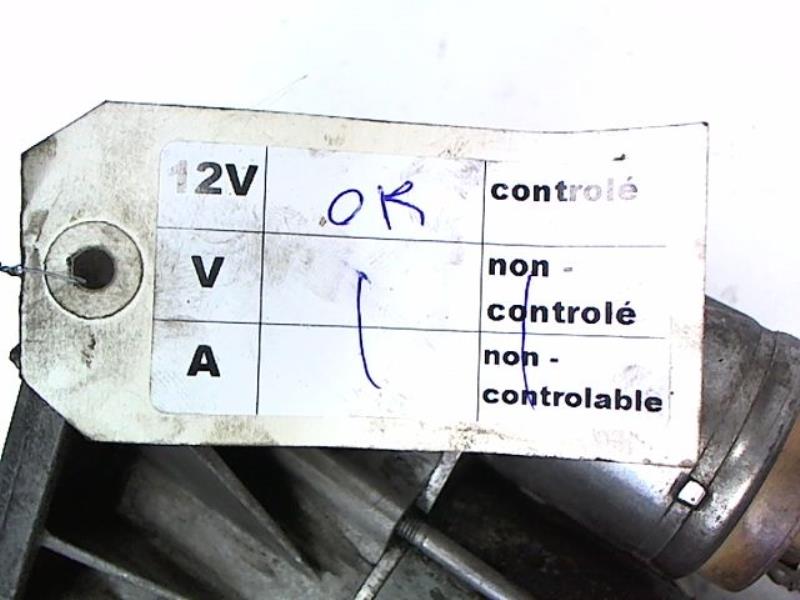 12V OK controlé
V non -
controlé
A non -
controlable